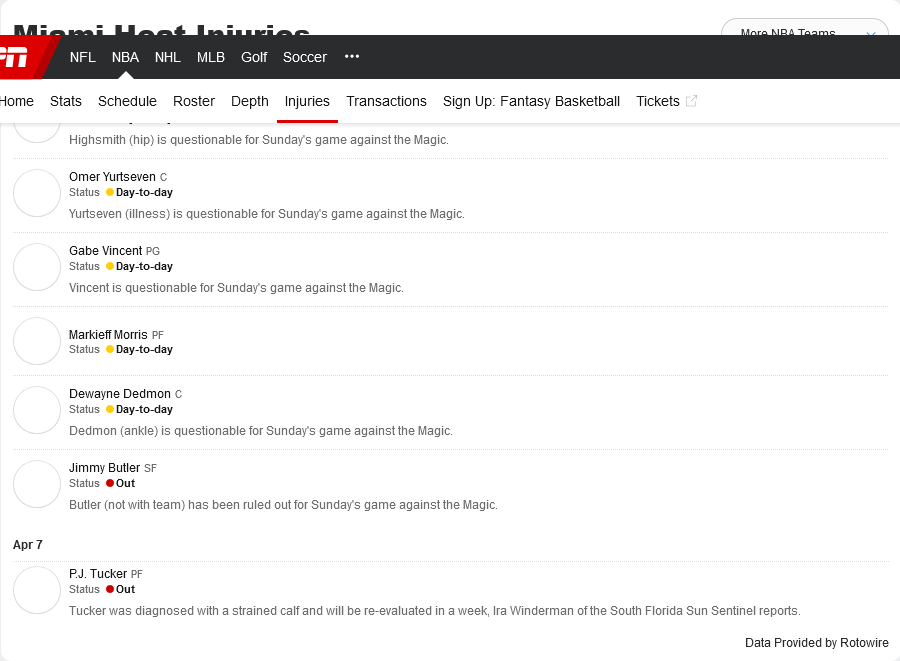 Miami Heat Injuries
More NBA Teams
NFL NBA NHL MLB Golf Soccer •••
Home Stats Schedule Roster Depth Injuries Transactions Sign Up: Fantasy Basketball Tickets
Highsmith (hip) is questionable for Sunday's game against the Magic.
Omer Yurtseven C
Status Day-to-day
Yurtseven (illness) is questionable for Sunday's game against the Magic.
Gabe Vincent PG
Status Day-to-day
Vincent is questionable for Sunday's game against the Magic.
Markieff Morris PF
Status Day-to-day
Dewayne Dedmon C
Status Day-to-day
Dedmon (ankle) is questionable for Sunday's game against the Magic.
Jimmy Butler SF
Status Out
Butler (not with team) has been ruled out for Sunday's game against the Magic.
Apr 7
P.J. Tucker PF
Status Out
Tucker was diagnosed with a strained calf and will be re-evaluated in a week, Ira Winderman of the South Florida Sun Sentinel reports.
Data Provided by Rotowire